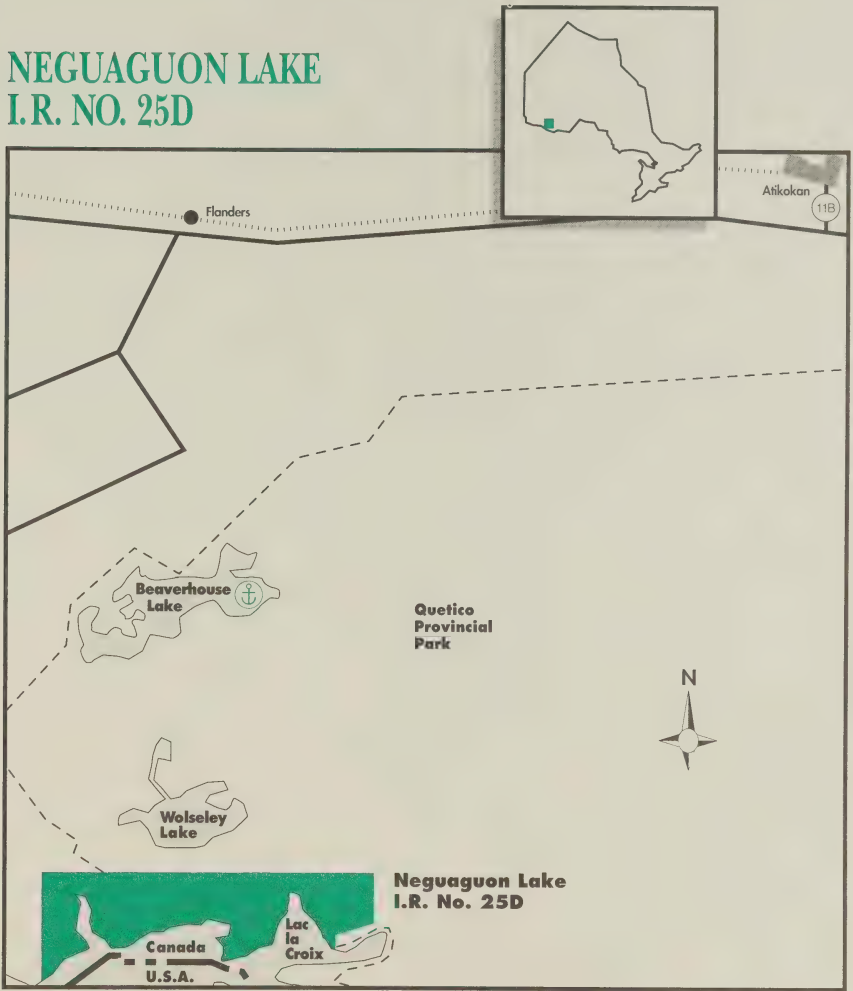 NEGUAGUON LAKE
I.R. NO. 25D
Atikokan
11B
Flanders
Beaverhouse
Lake
Quetico
Provincial
Park
N
Wolseley
Lake
Neguaguon Lake
I.R. No. 25D
Lac
la
Croix
Canada
U.S.A.